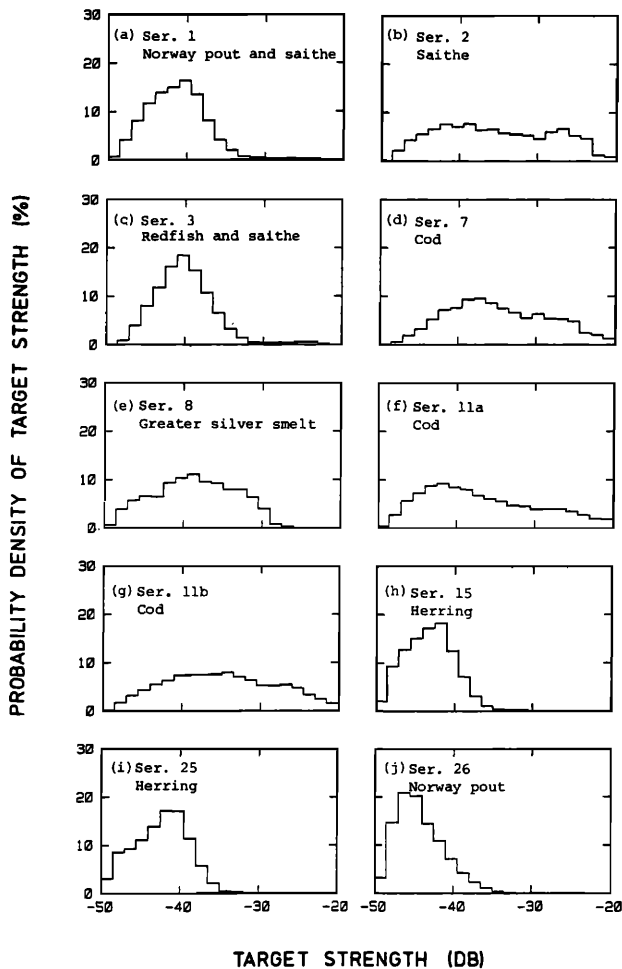 PROBABILITY DENSITY OF TARGET STRENGTH (%)
30
20
10
0
(a) Ser. 1
Norway pout and saithe
(b) Ser. 2
Saithe
30
20
10
0
(c) Ser. 3
Redfish and saithe
(d) Ser. 7
Cod
30
20
10
0
(e) Ser. 8
Greater silver smelt
(f) Ser. 11a
Cod
30
20
10
0
(g) Ser. 11b
Cod
(h) Ser. 15
Herring
30
20
10
0
(i) Ser. 25
Herring
(j) Ser. 26
Norway pout
-50 -40 -30 -20 -50 -40 -30 -20
TARGET STRENGTH (DB)